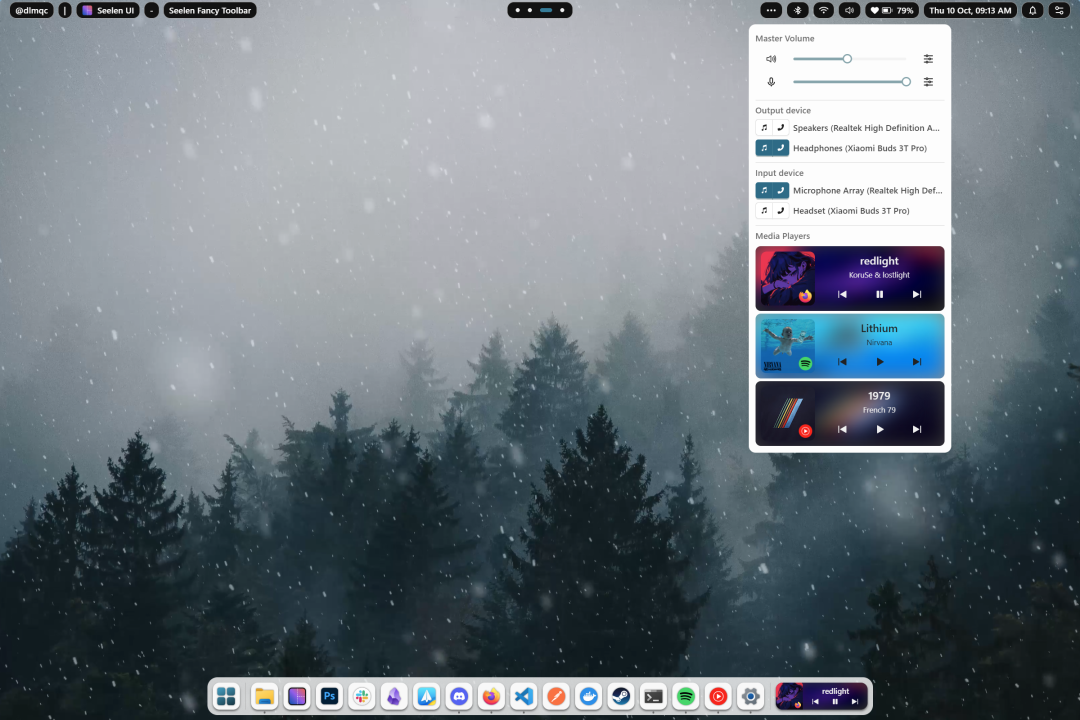 @dlmqc | Seelen UI - Seelen Fancy Toolbar
79% Thu 10 Oct, 09:13 AM
Master Volume
Output device
Speakers (Realtek High Definition A...
Headphones (Xiaomi Buds 3T Pro)
Input device
Microphone Array (Realtek High Def...
Headset (Xiaomi Buds 3T Pro)
Media Players
redlight
KoruSe & lostlight
Lithium
Nirvana
NIRVANA
1979
French 79
Ps
redlight